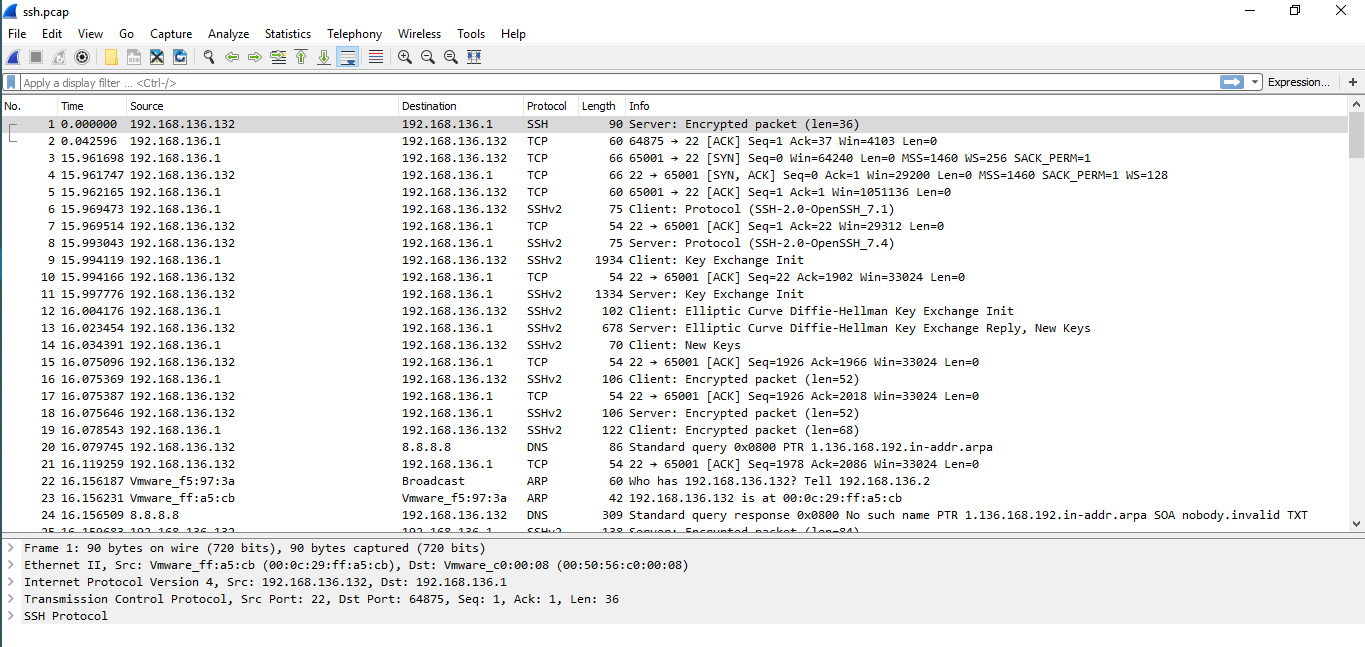 ssh.pcap
File Edit View Go Capture Analyze Statistics Telephony Wireless Tools Help
Apply a display filter ... <Ctrl-/> Expression... +
No. Time Source Destination Protocol Length Info
1 0.000000 192.168.136.132 192.168.136.1 SSH 90 Server: Encrypted packet (len=36)
2 0.042596 192.168.136.1 192.168.136.132 TCP 60 64875 → 22 [ACK] Seq=1 Ack=37 Win=4103 Len=0
3 15.961698 192.168.136.1 192.168.136.132 TCP 66 65001 → 22 [SYN] Seq=0 Win=64240 Len=0 MSS=1460 WS=256 SACK_PERM=1
4 15.961747 192.168.136.132 192.168.136.1 TCP 66 22 → 65001 [SYN, ACK] Seq=0 Ack=1 Win=29200 Len=0 MSS=1460 SACK_PERM=1 WS=128
5 15.962165 192.168.136.1 192.168.136.132 TCP 60 65001 → 22 [ACK] Seq=1 Ack=1 Win=1051136 Len=0
6 15.969473 192.168.136.1 192.168.136.132 SSHv2 75 Client: Protocol (SSH-2.0-OpenSSH_7.1)
7 15.969514 192.168.136.132 192.168.136.1 TCP 54 22 → 65001 [ACK] Seq=1 Ack=22 Win=29312 Len=0
8 15.993043 192.168.136.132 192.168.136.1 SSHv2 75 Server: Protocol (SSH-2.0-OpenSSH_7.4)
9 15.994119 192.168.136.1 192.168.136.132 SSHv2 1934 Client: Key Exchange Init
10 15.994166 192.168.136.132 192.168.136.1 TCP 54 22 → 65001 [ACK] Seq=22 Ack=1902 Win=33024 Len=0
11 15.997776 192.168.136.132 192.168.136.1 SSHv2 1334 Server: Key Exchange Init
12 16.004176 192.168.136.1 192.168.136.132 SSHv2 102 Client: Elliptic Curve Diffie-Hellman Key Exchange Init
13 16.023454 192.168.136.132 192.168.136.1 SSHv2 678 Server: Elliptic Curve Diffie-Hellman Key Exchange Reply, New Keys
14 16.034391 192.168.136.1 192.168.136.132 SSHv2 70 Client: New Keys
15 16.075096 192.168.136.132 192.168.136.1 TCP 54 22 → 65001 [ACK] Seq=1926 Ack=1966 Win=33024 Len=0
16 16.075369 192.168.136.1 192.168.136.132 SSHv2 106 Client: Encrypted packet (len=52)
17 16.075387 192.168.136.132 192.168.136.1 TCP 54 22 → 65001 [ACK] Seq=1926 Ack=2018 Win=33024 Len=0
18 16.075646 192.168.136.132 192.168.136.1 SSHv2 106 Server: Encrypted packet (len=52)
19 16.078543 192.168.136.1 192.168.136.132 SSHv2 122 Client: Encrypted packet (len=68)
20 16.079745 192.168.136.132 8.8.8.8 DNS 86 Standard query 0x0800 PTR 1.136.168.192.in-addr.arpa
21 16.119259 192.168.136.132 192.168.136.1 TCP 54 22 → 65001 [ACK] Seq=1978 Ack=2086 Win=33024 Len=0
22 16.156187 Vmware_f5:97:3a Broadcast ARP 60 Who has 192.168.136.132? Tell 192.168.136.2
23 16.156231 Vmware_ff:a5:cb Vmware_f5:97:3a ARP 42 192.168.136.132 is at 00:0c:29:ff:a5:cb
24 16.156509 8.8.8.8 192.168.136.132 DNS 309 Standard query response 0x0800 No such name PTR 1.136.168.192.in-addr.arpa SOA nobody.invalid TXT
Frame 1: 90 bytes on wire (720 bits), 90 bytes captured (720 bits)
Ethernet II, Src: Vmware_ff:a5:cb (00:0c:29:ff:a5:cb), Dst: Vmware_c0:00:08 (00:50:56:c0:00:08)
Internet Protocol Version 4, Src: 192.168.136.132, Dst: 192.168.136.1
Transmission Control Protocol, Src Port: 22, Dst Port: 64875, Seq: 1, Ack: 1, Len: 36
SSH Protocol